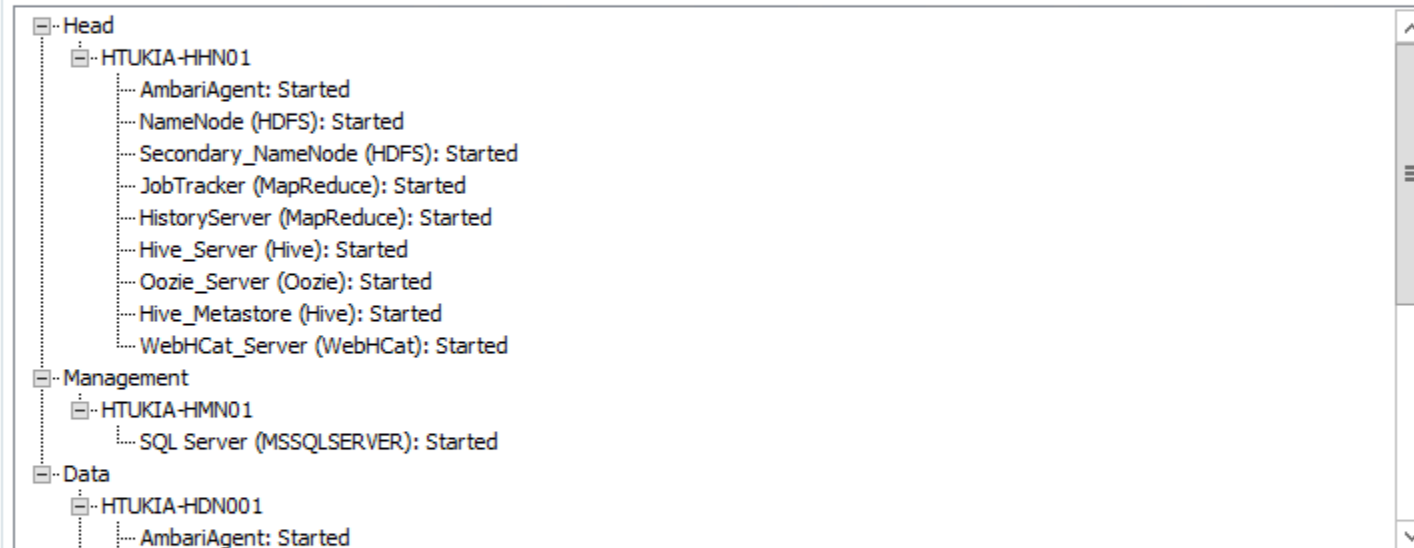 Head
HTUKIA-HHN01
AmbariAgent: Started
NameNode (HDFS): Started
Secondary_NameNode (HDFS): Started
JobTracker (MapReduce): Started
HistoryServer (MapReduce): Started
Hive_Server (Hive): Started
Oozie_Server (Oozie): Started
Hive_Metastore (Hive): Started
WebHCat_Server (WebHCat): Started
Management
HTUKIA-HMN01
SQL Server (MSSQLSERVER): Started
Data
HTUKIA-HDN001
AmbariAgent: Started